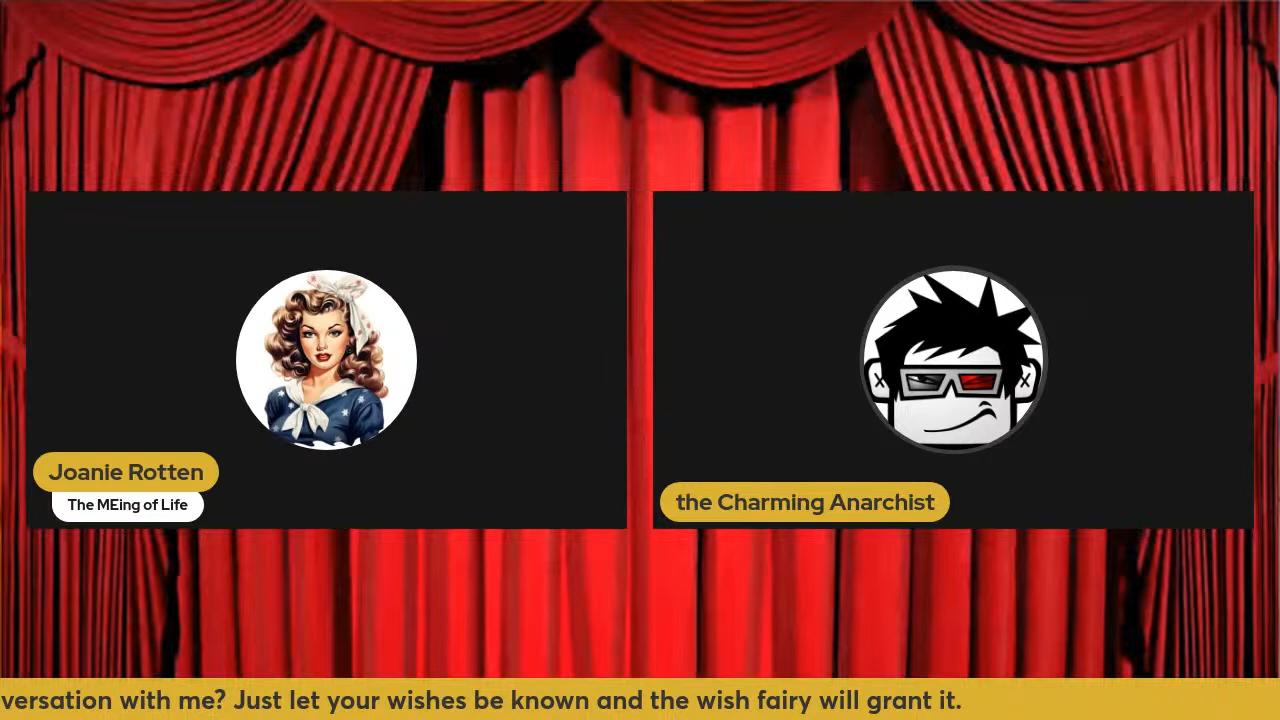 Joanie Rotten
The MEing of Life
the Charming Anarchist
versation with me? Just let your wishes be known and the wish fairy will grant it.